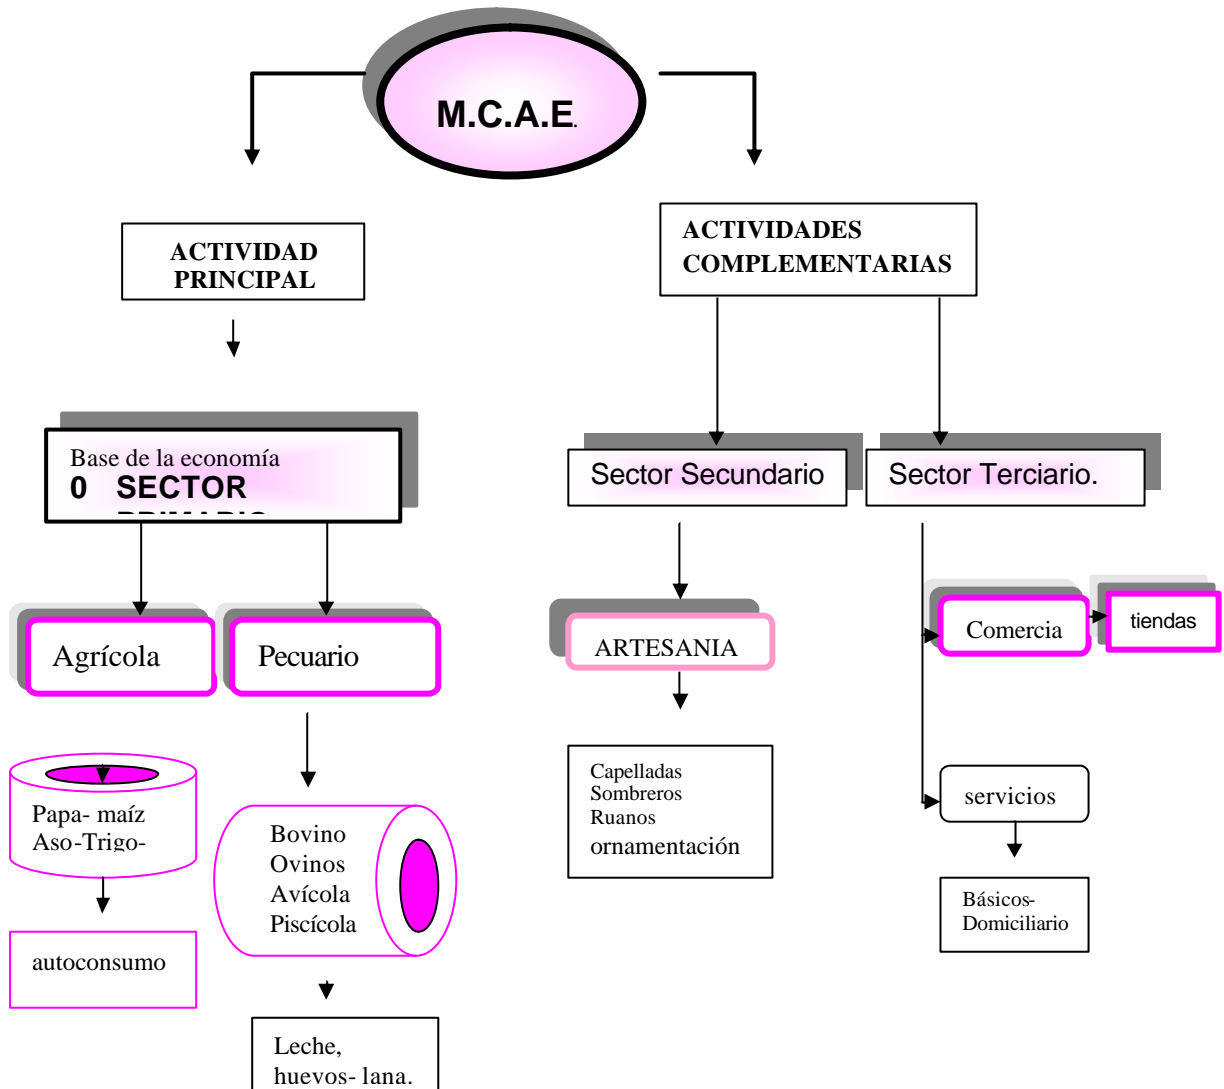 M.C.A.E.
ACTIVIDAD
PRINCIPAL
ACTIVIDADES
COMPLEMENTARIAS
Base de la economía
0 SECTOR
Sector Secundario
Sector Terciario.
Agrícola
Pecuario
ARTESANIA
Comercia
tiendas
Papa- maíz
Aso-Trigo-
Bovino
Ovinos
Avícola
Piscícola
Capelladas
Sombreros
Ruanos
ornamentación
servicios
Básicos-
Domiciliario
autoconsumo
Leche,
huevos- lana.